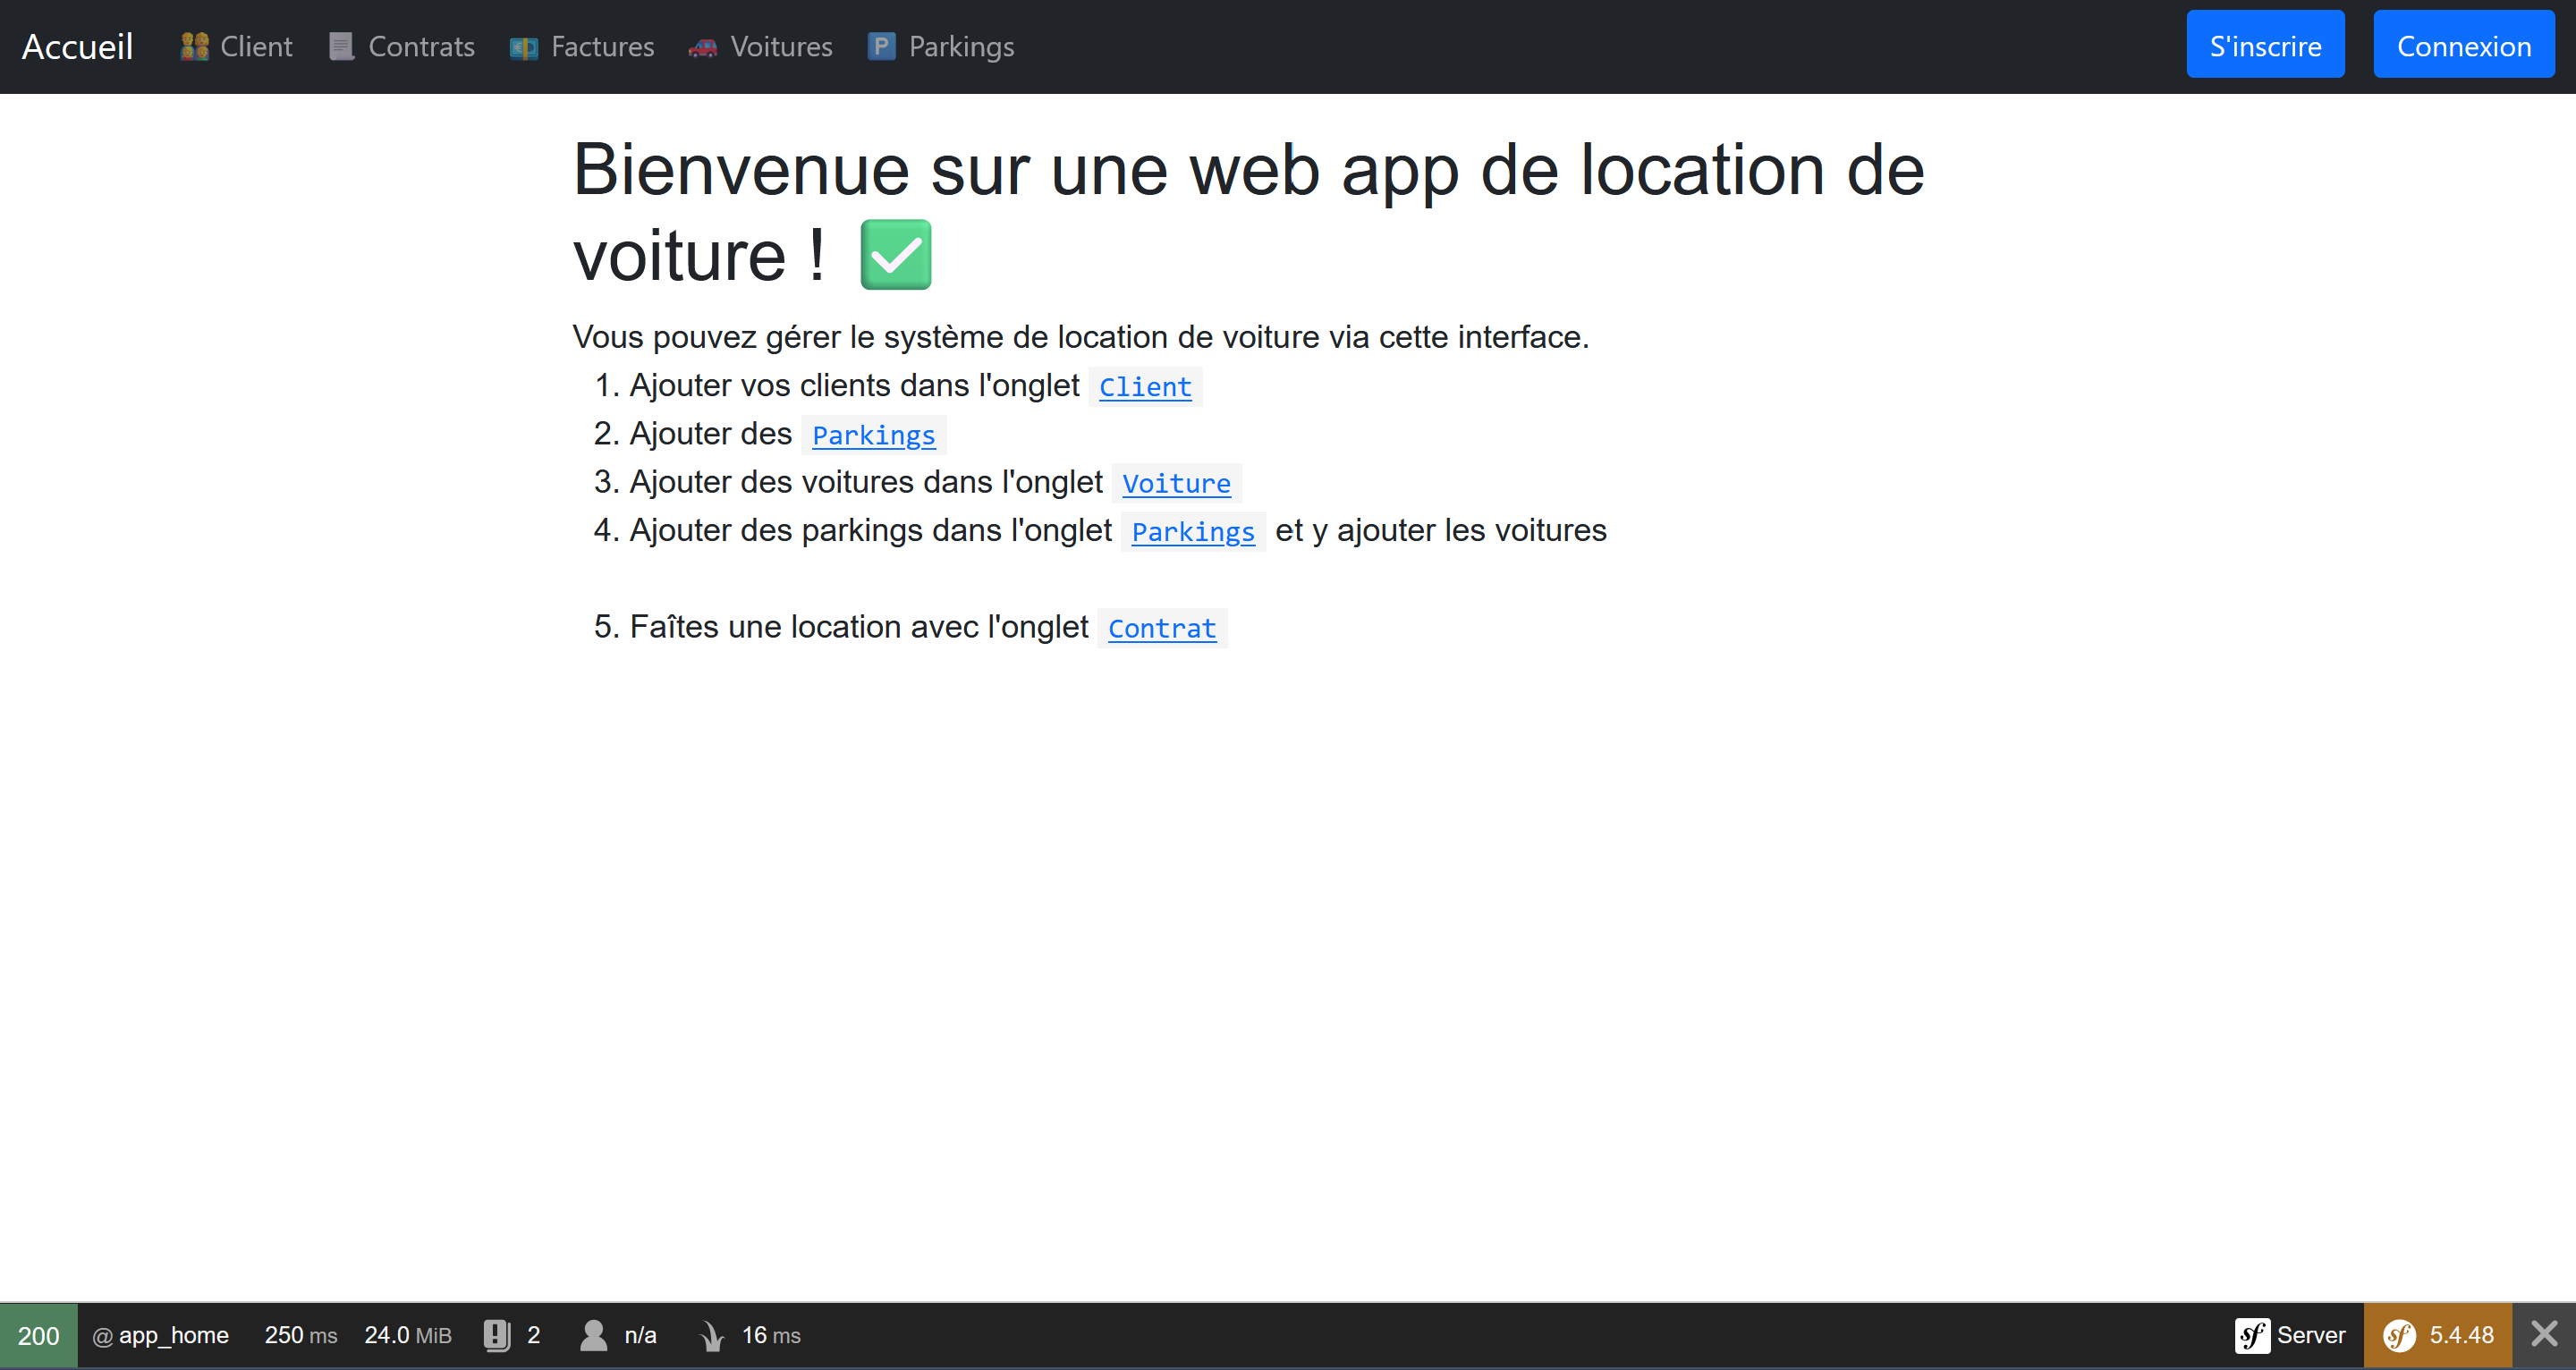 Accueil Client Contrats Factures Voitures P Parkings S'inscrire Connexion
Bienvenue sur une web app de location de
voiture ! ✅
Vous pouvez gérer le système de location de voiture via cette interface.
1. Ajouter vos clients dans l'onglet Client
2. Ajouter des Parkings
3. Ajouter des voitures dans l'onglet Voiture
4. Ajouter des parkings dans l'onglet Parkings et y ajouter les voitures
5. Faîtes une location avec l'onglet Contrat
200 @ app_home 250 ms 24.0 MiB 2 n/a 16 ms sf Server sf 5.4.48